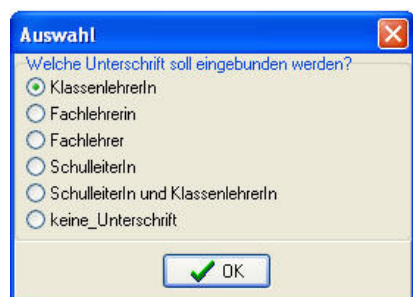 Auswahl
Welche Unterschrift soll eingebunden werden?
KlassenlehrerIn
Fachlehrerin
Fachlehrer
SchulleiterIn
SchulleiterIn und KlassenlehrerIn
keine_Unterschrift
OK